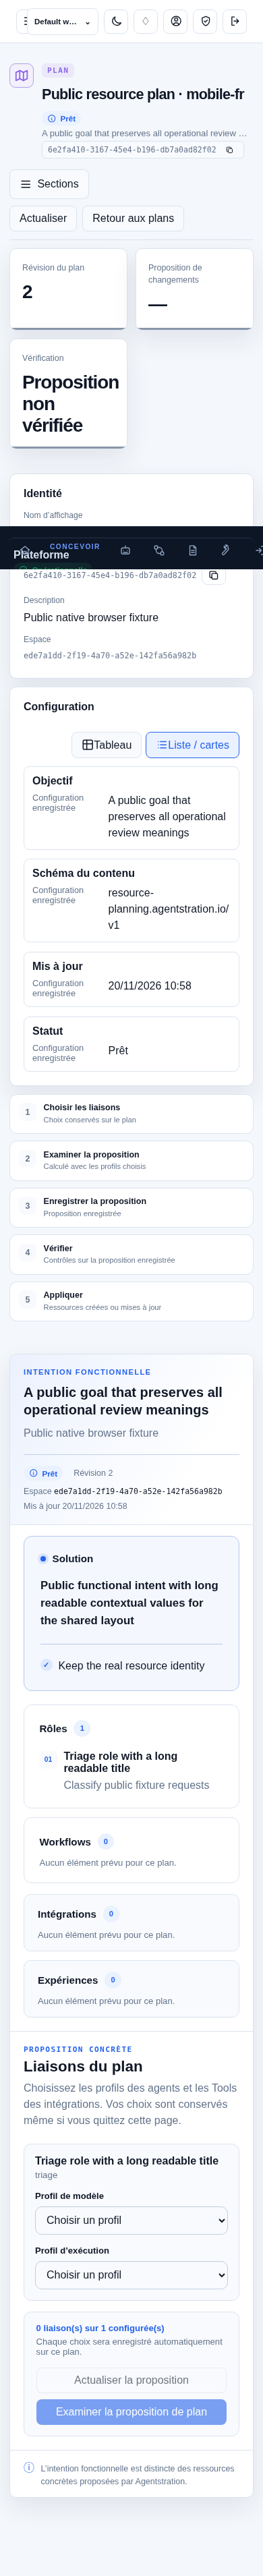 Default w… 
PLAN
Public resource plan · mobile-fr
Prêt
A public goal that preserves all operational review …
6e2fa410-3167-45e4-b196-db7a0ad82f02
Sections
Actualiser
Retour aux plans
Révision du plan
2
Proposition de
changements
—
Vérification
Proposition
non
vérifiée
Identité
Nom d’affichage
CONCEVOIR
Plateforme
6e2fa410-3167-45e4-b196-db7a0ad82f02
Description
Public native browser fixture
Espace
ede7a1dd-2f19-4a70-a52e-142fa56a982b
Configuration
Tableau
Liste / cartes
Objectif
Configuration
enregistrée
A public goal that
preserves all operational
review meanings
Schéma du contenu
Configuration
enregistrée
resource-
planning.agentstration.io/
v1
Mis à jour
Configuration
enregistrée
20/11/2026 10:58
Statut
Configuration
enregistrée
Prêt
1
Choisir les liaisons
Choix conservés sur le plan
2
Examiner la proposition
Calculé avec les profils choisis
3
Enregistrer la proposition
Proposition enregistrée
4
Vérifier
Contrôles sur la proposition enregistrée
5
Appliquer
Ressources créées ou mises à jour
INTENTION FONCTIONNELLE
A public goal that preserves all
operational review meanings
Public native browser fixture
Prêt
Révision 2
Espace ede7a1dd-2f19-4a70-a52e-142fa56a982b
Mis à jour 20/11/2026 10:58
Solution
Public functional intent with long
readable contextual values for
the shared layout
Keep the real resource identity
Rôles 1
01
Triage role with a long
readable title
Classify public fixture requests
Workflows 0
Aucun élément prévu pour ce plan.
Intégrations 0
Aucun élément prévu pour ce plan.
Expériences 0
Aucun élément prévu pour ce plan.
PROPOSITION CONCRÈTE
Liaisons du plan
Choisissez les profils des agents et les Tools
des intégrations. Vos choix sont conservés
même si vous quittez cette page.
Triage role with a long readable title
triage
Profil de modèle
Choisir un profil
Profil d’exécution
Choisir un profil
0 liaison(s) sur 1 configurée(s)
Chaque choix sera enregistré automatiquement
sur ce plan.
Actualiser la proposition
Examiner la proposition de plan
L’intention fonctionnelle est distincte des ressources
concrètes proposées par Agentstration.